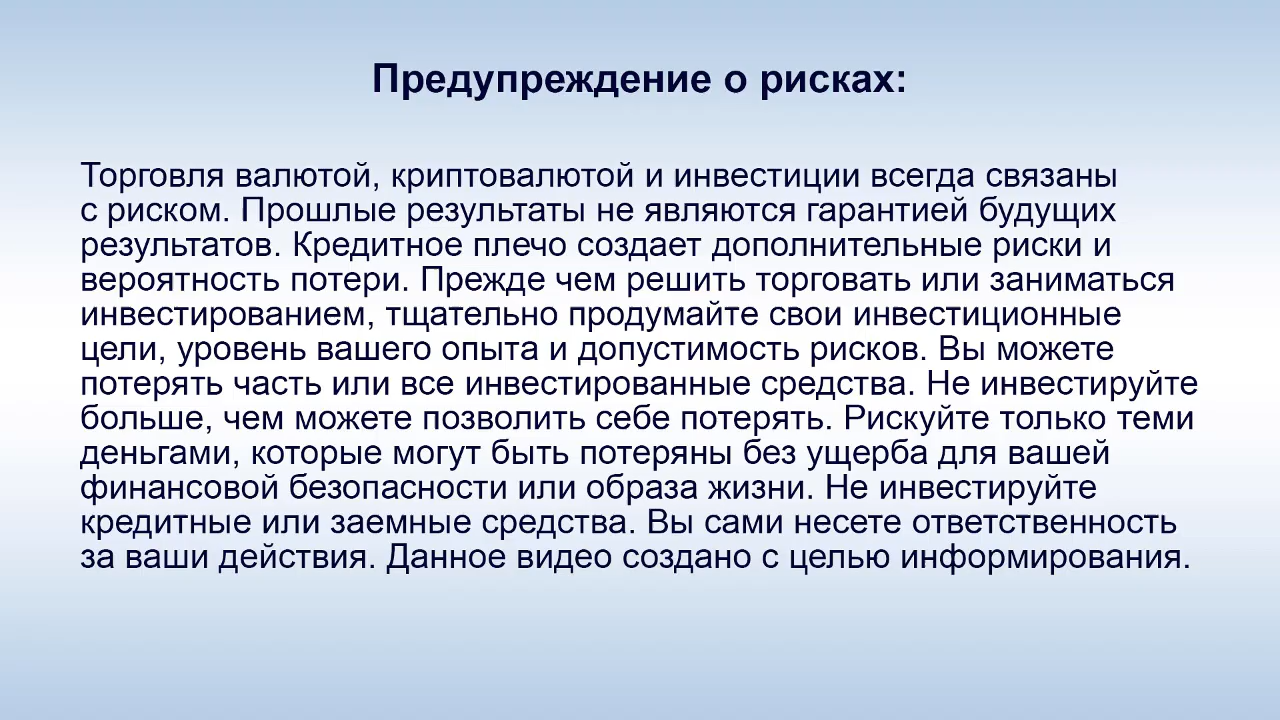 Предупреждение о рисках:
Торговля валютой, криптовалютой и инвестиции всегда связаны
с риском. Прошлые результаты не являются гарантией будущих
результатов. Кредитное плечо создает дополнительные риски и
вероятность потери. Прежде чем решить торговать или заниматься
инвестированием, тщательно продумайте свои инвестиционные
цели, уровень вашего опыта и допустимость рисков. Вы можете
потерять часть или все инвестированные средства. Не инвестируйте
больше, чем можете позволить себе потерять. Рискуйте только теми
деньгами, которые могут быть потеряны без ущерба для вашей
финансовой безопасности или образа жизни. Не инвестируйте
кредитные или заемные средства. Вы сами несете ответственность
за ваши действия. Данное видео создано с целью информирования.